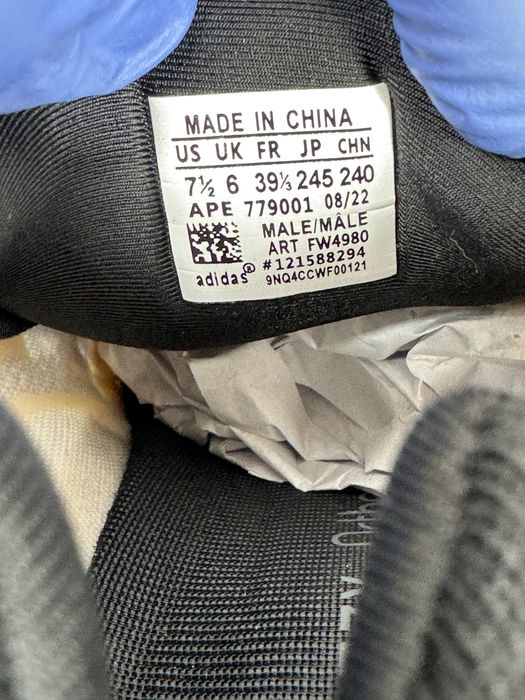 MADE IN CHINA
US UK FR JP CHN
7½ 6 39⅓ 245 240
APE 779001 08/22
MALE/MÂLE
ART FW4980
#121588294
adidas® 9NQ4CCWF00121